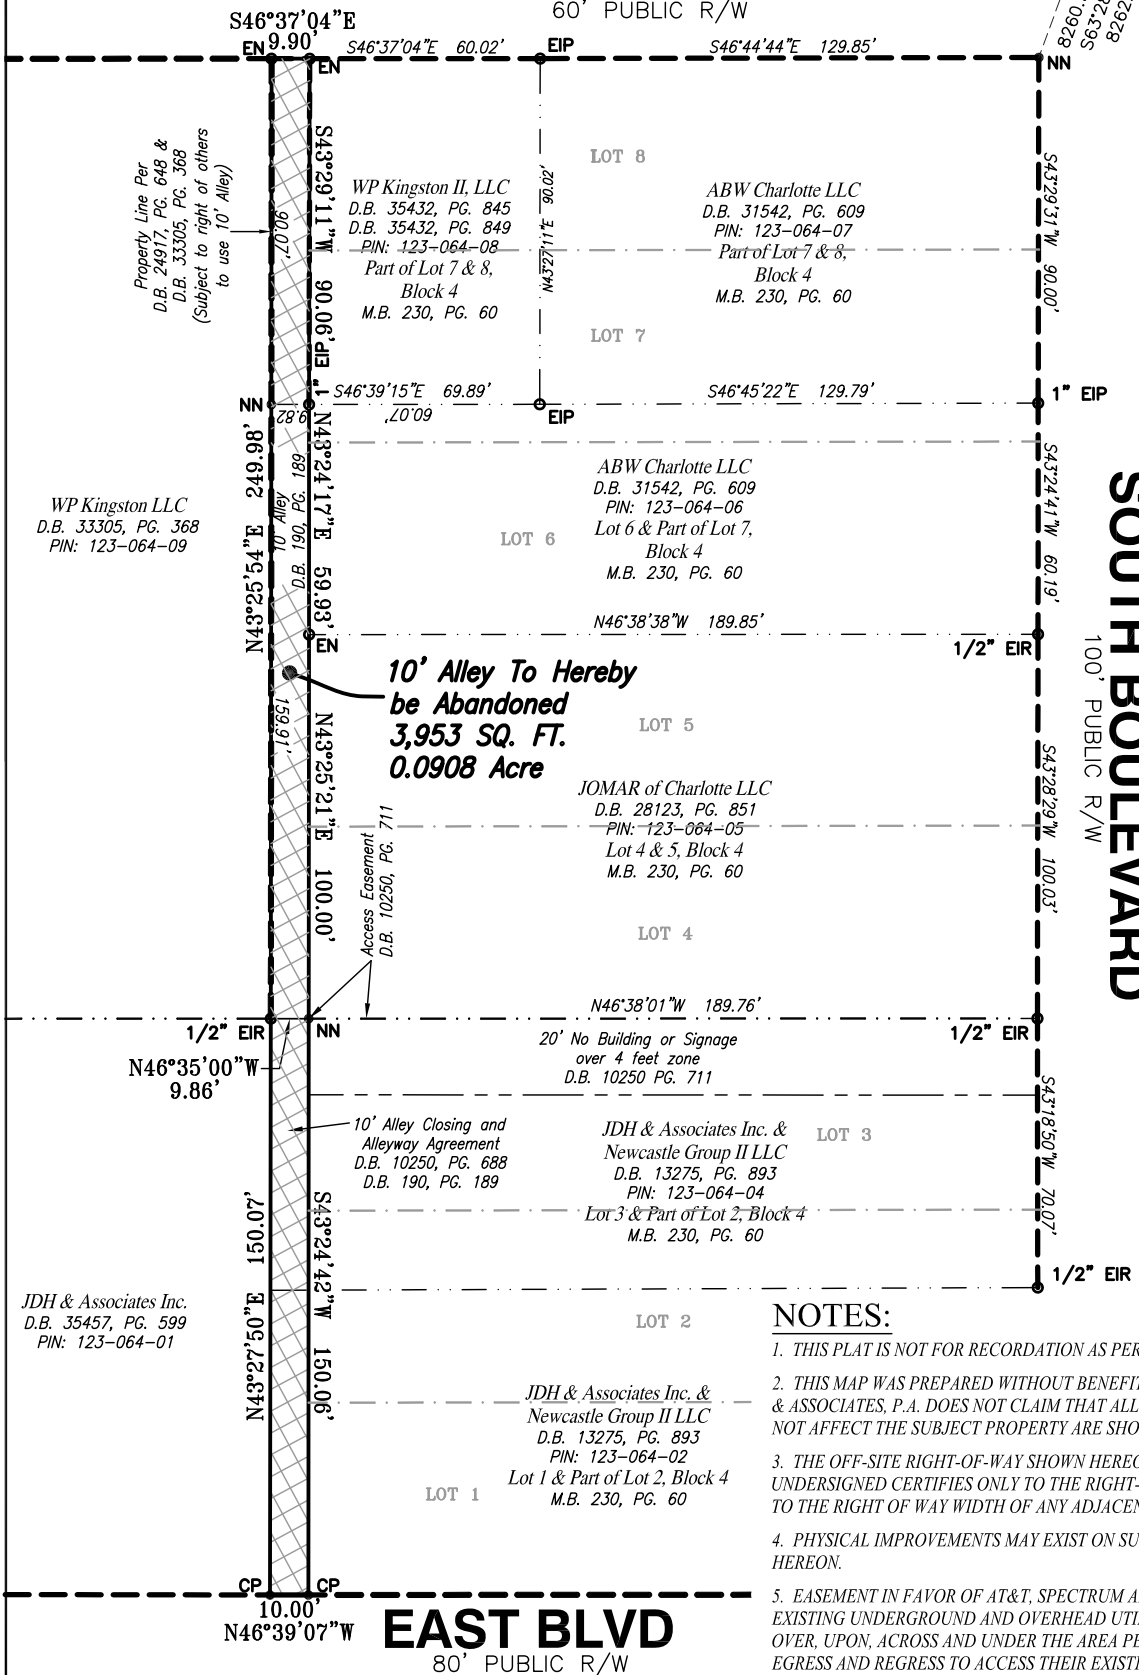 60' PUBLIC R/W
S46°37'04"E
9.90'
EN
EN
S46°37'04"E 60.02'
EIP
S46°44'44"E 129.85'
NN
8260.
S63°28
8262.
Property Line Per
D.B. 24917, PG. 648 &
D.B. 33305, PG. 368
(Subject to right of others
to use 10' Alley)
90.07'
S43°29'11"W 90.06'
1" EIP
WP Kingston II, LLC
D.B. 35432, PG. 845
D.B. 35432, PG. 849
PIN: 123-064-08
Part of Lot 7 & 8,
Block 4
M.B. 230, PG. 60
N43°27'11"E 90.02'
LOT 8
ABW Charlotte LLC
D.B. 31542, PG. 609
PIN: 123-064-07
Part of Lot 7 & 8,
Block 4
M.B. 230, PG. 60
LOT 7
S43°29'31"W 90.00'
S46°39'15"E 69.89'
60.07'
EIP
S46°45'22"E 129.79'
1" EIP
NN
9.82'
N43°25'54"E 249.98'
10' Alley
D.B. 190, PG. 189
N43°24'17"E 59.93'
WP Kingston LLC
D.B. 33305, PG. 368
PIN: 123-064-09
LOT 6
ABW Charlotte LLC
D.B. 31542, PG. 609
PIN: 123-064-06
Lot 6 & Part of Lot 7,
Block 4
M.B. 230, PG. 60
S43°24'41"W 60.19'
N46°38'38"W 189.85'
EN
1/2" EIR
SOUTH BOULEVARD
100' PUBLIC R/W
10' Alley To Hereby
be Abandoned
3,953 SQ. FT.
0.0908 Acre
159.91'
N43°25'21"E 100.00'
LOT 5
JOMAR of Charlotte LLC
D.B. 28123, PG. 851
PIN: 123-064-05
Lot 4 & 5, Block 4
M.B. 230, PG. 60
LOT 4
S43°28'29"W 100.03'
Access Easement
D.B. 10250, PG. 711
N46°38'01"W 189.76'
1/2" EIR
NN
1/2" EIR
N46°35'00"W
9.86'
20' No Building or Signage
over 4 feet zone
D.B. 10250 PG. 711
10' Alley Closing and
Alleyway Agreement
D.B. 10250, PG. 688
D.B. 190, PG. 189
JDH & Associates Inc. &
Newcastle Group II LLC
D.B. 13275, PG. 893
PIN: 123-064-04
Lot 3 & Part of Lot 2, Block 4
M.B. 230, PG. 60
LOT 3
S43°18'50"W 70.07'
1/2" EIR
N43°27'50"E 150.07'
S43°24'42"W 150.06'
JDH & Associates Inc.
D.B. 35457, PG. 599
PIN: 123-064-01
LOT 2
JDH & Associates Inc. &
Newcastle Group II LLC
D.B. 13275, PG. 893
PIN: 123-064-02
Lot 1 & Part of Lot 2, Block 4
M.B. 230, PG. 60
LOT 1
CP
CP
10.00'
N46°39'07"W
EAST BLVD
80' PUBLIC R/W
NOTES:
1. THIS PLAT IS NOT FOR RECORDATION AS PER
2. THIS MAP WAS PREPARED WITHOUT BENEFIT
& ASSOCIATES, P.A. DOES NOT CLAIM THAT ALL
NOT AFFECT THE SUBJECT PROPERTY ARE SHO
3. THE OFF-SITE RIGHT-OF-WAY SHOWN HEREO
UNDERSIGNED CERTIFIES ONLY TO THE RIGHT-
TO THE RIGHT OF WAY WIDTH OF ANY ADJACEN
4. PHYSICAL IMPROVEMENTS MAY EXIST ON SU
HEREON.
5. EASEMENT IN FAVOR OF AT&T, SPECTRUM A
EXISTING UNDERGROUND AND OVERHEAD UTI
OVER, UPON, ACROSS AND UNDER THE AREA PE
EGRESS AND REGRESS TO ACCESS THEIR EXISTI